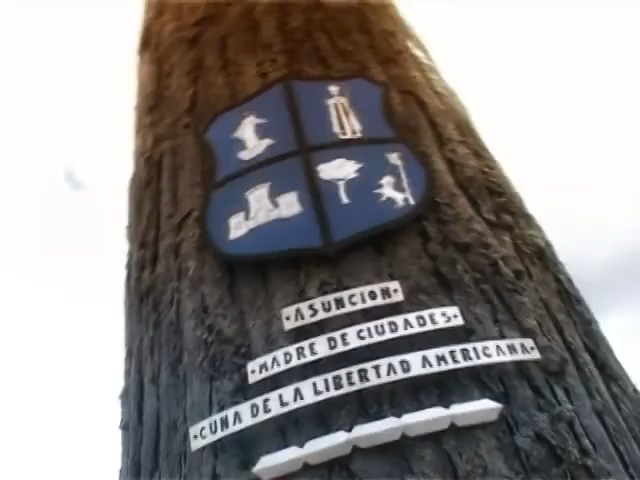 ·ASUNCION·
·MADRE DE CIUDADES·
·CUNA DE LA LIBERTAD AMERICANA·